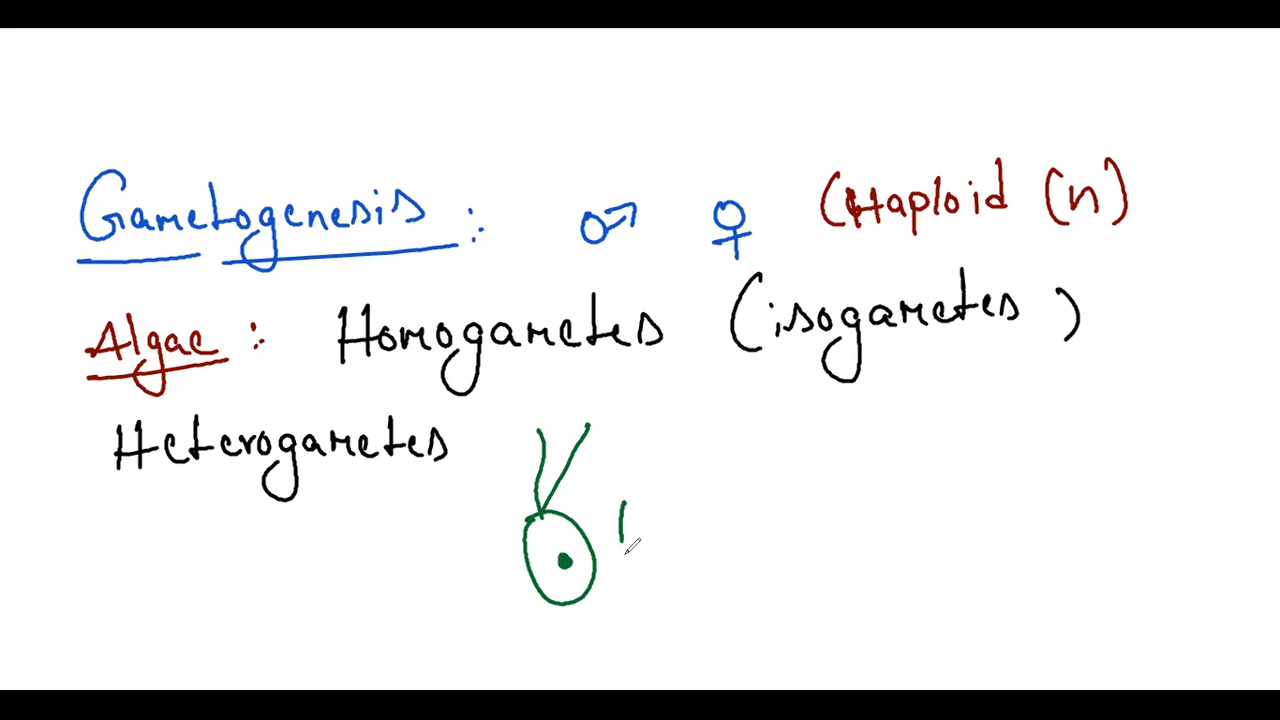 Gametogenesis : ♂ ♀ (Haploid (n)
Algae : Homogametes (isogametes)
Heterogametes